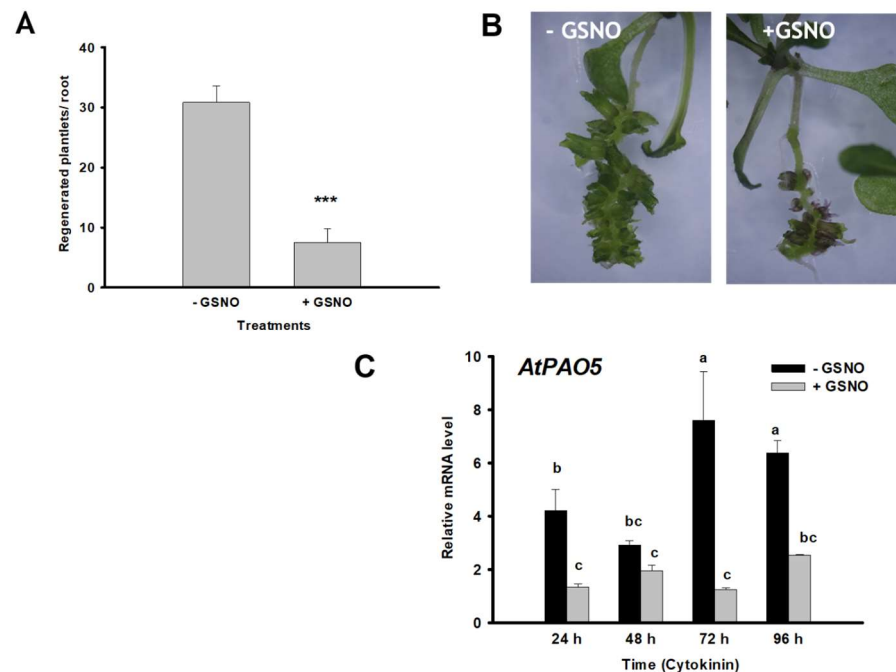 A
40
30
20
10
0
Regenerated plantlets/ root
***
- GSNO
+ GSNO
Treatments
B
- GSNO
+GSNO
C
AtPAO5
- GSNO
+ GSNO
10
8
6
4
2
0
Relative mRNA level
b
c
bc
c
a
c
a
bc
24 h
48 h
72 h
96 h
Time (Cytokinin)